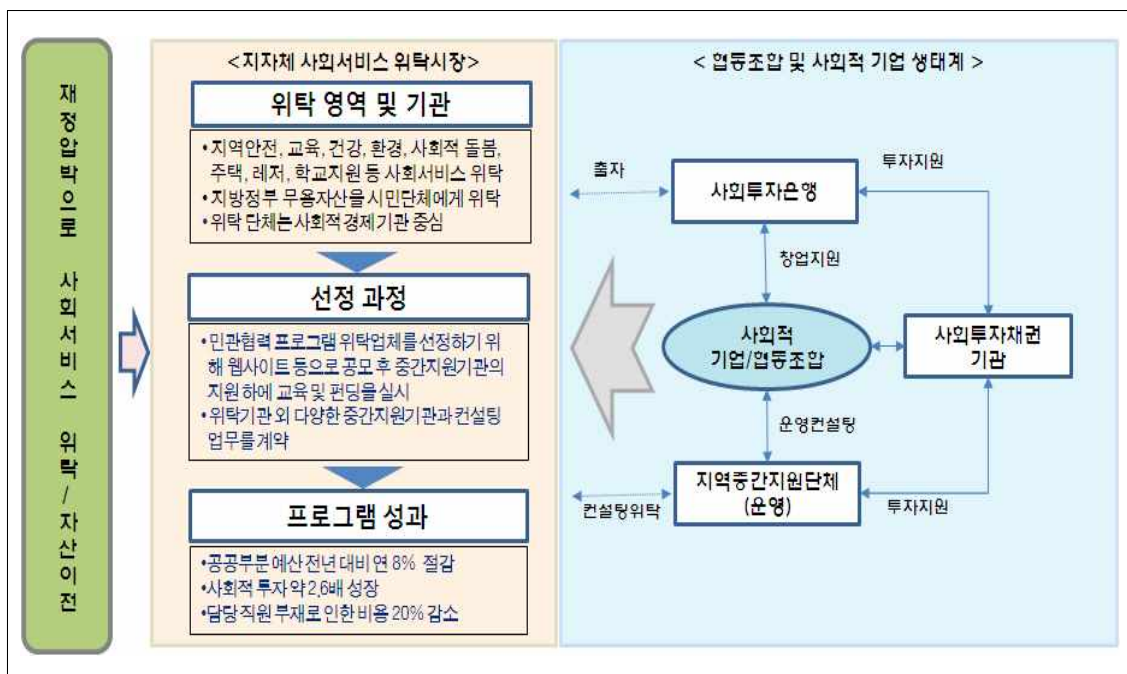 재정압박으로 사회서비스 위탁/자산이전
<지자체 사회서비스 위탁시장>
위탁 영역 및 기관
•지역안전, 교육, 건강, 환경, 사회적 돌봄,
주택, 레저, 학교지원 등 사회서비스 위탁
•지방정부 무용자산을 시민단체에게 위탁
•위탁 단체는 사회적 경제기관 중심
선정 과정
•민관협력 프로그램 위탁업체를 선정하기 위
해 웹사이트 등으로 공모 후 중간지원기관의
지원 하에 교육 및 펀딩을 실시
•위탁기관 외 다양한 중간지원기관과 컨설팅
업무를 계약
프로그램 성과
•공공부분 예산 전년 대비 연 8% 절감
•사회적 투자 약 2.6배 성장
•담당 직원 부재로 인한 비용 20% 감소
< 협동조합 및 사회적 기업 생태계 >
출자
사회투자은행
투자지원
창업지원
사회적
기업/협동조합
사회투자채권
기관
운영컨설팅
컨설팅위탁
지역중간지원단체
(운영)
투자지원